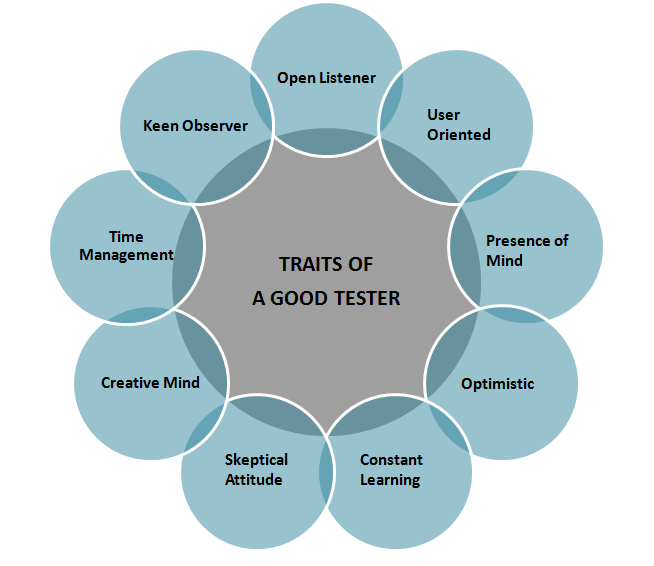 TRAITS OF
A GOOD TESTER
Open Listener
User
Oriented
Presence of
Mind
Optimistic
Constant
Learning
Skeptical
Attitude
Creative Mind
Time
Management
Keen Observer